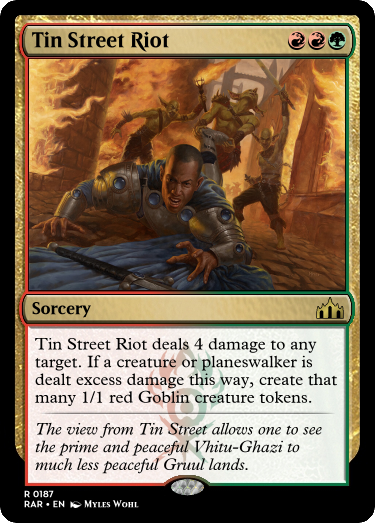 Tin Street Riot
Sorcery
Tin Street Riot deals 4 damage to any
target. If a creature or planeswalker is
dealt excess damage this way, create that
many 1/1 red Goblin creature tokens.
The view from Tin Street allows one to see
the prime and peaceful Vhitu-Ghazi to
much less peaceful Gruul lands.
R 0187
RAR • EN Myles Wohl